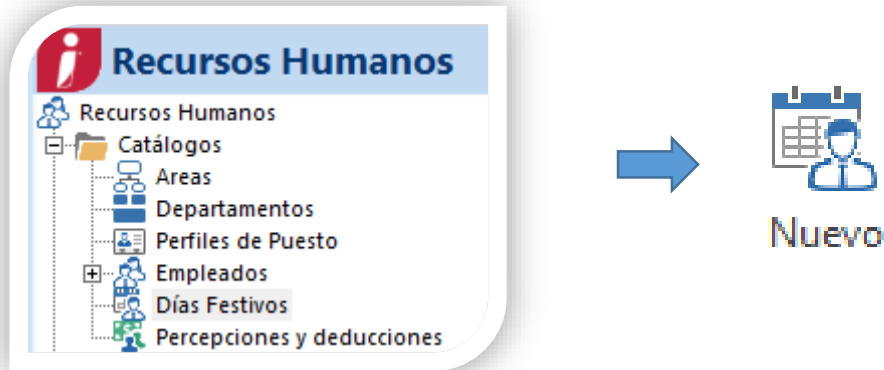 Recursos Humanos
Recursos Humanos
Catálogos
Areas
Departamentos
Perfiles de Puesto
Empleados
Días Festivos
Percepciones y deducciones
Nuevo